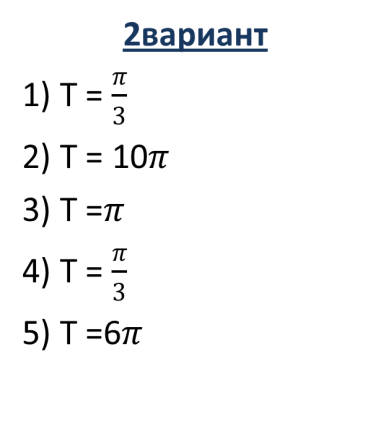 2вариант
1) T = π/3
2) T = 10π
3) T =π
4) T = π/3
5) T =6π